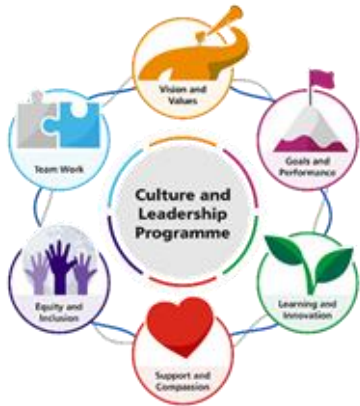 Vision and
Values
Team Work
Goals and
Performance
Culture and
Leadership
Programme
Equity and
Inclusion
Learning and
Innovation
Support and
Compassion